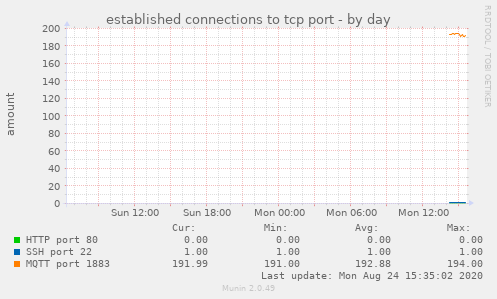 established connections to tcp port - by day
RRDTOOL / TOBI OETIKER
amount
200
180
160
140
120
100
80
60
40
20
0
Sun 12:00 Sun 18:00 Mon 00:00 Mon 06:00 Mon 12:00
Cur: Min: Avg: Max:
HTTP port 80 0.00 0.00 0.00 0.00
SSH port 22 1.00 1.00 1.00 1.00
MQTT port 1883 191.99 191.00 192.88 194.00
Last update: Mon Aug 24 15:35:02 2020
Munin 2.0.49